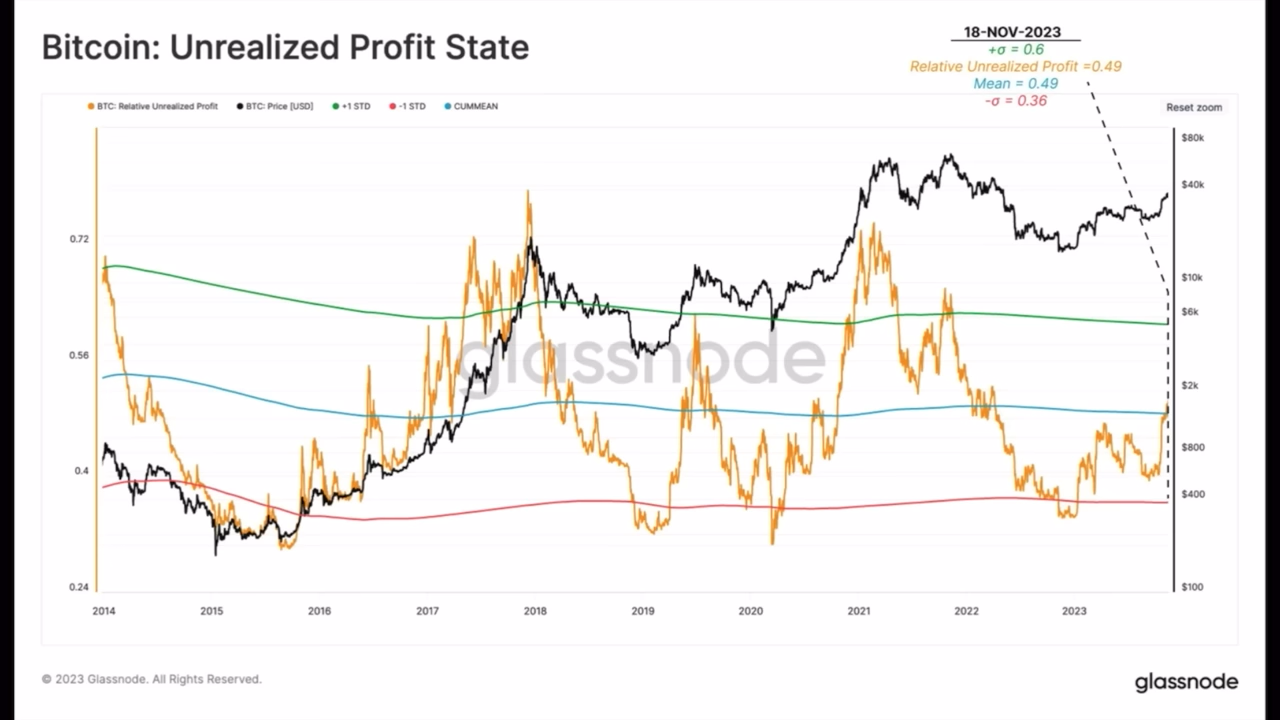 Bitcoin: Unrealized Profit State
18-NOV-2023
+σ = 0.6
Relative Unrealized Profit =0.49
Mean = 0.49
-σ = 0.36
BTC: Relative Unrealized Profit BTC: Price [USD] +1 STD -1 STD CUMMEAN
Reset zoom
$80k
$40k
0.72
$10k
$6k
glassnode
0.56
$2k
$800
0.4
$400
0.24
$100
2014 2015 2016 2017 2018 2019 2020 2021 2022 2023
© 2023 Glassnode. All Rights Reserved.
glassnode